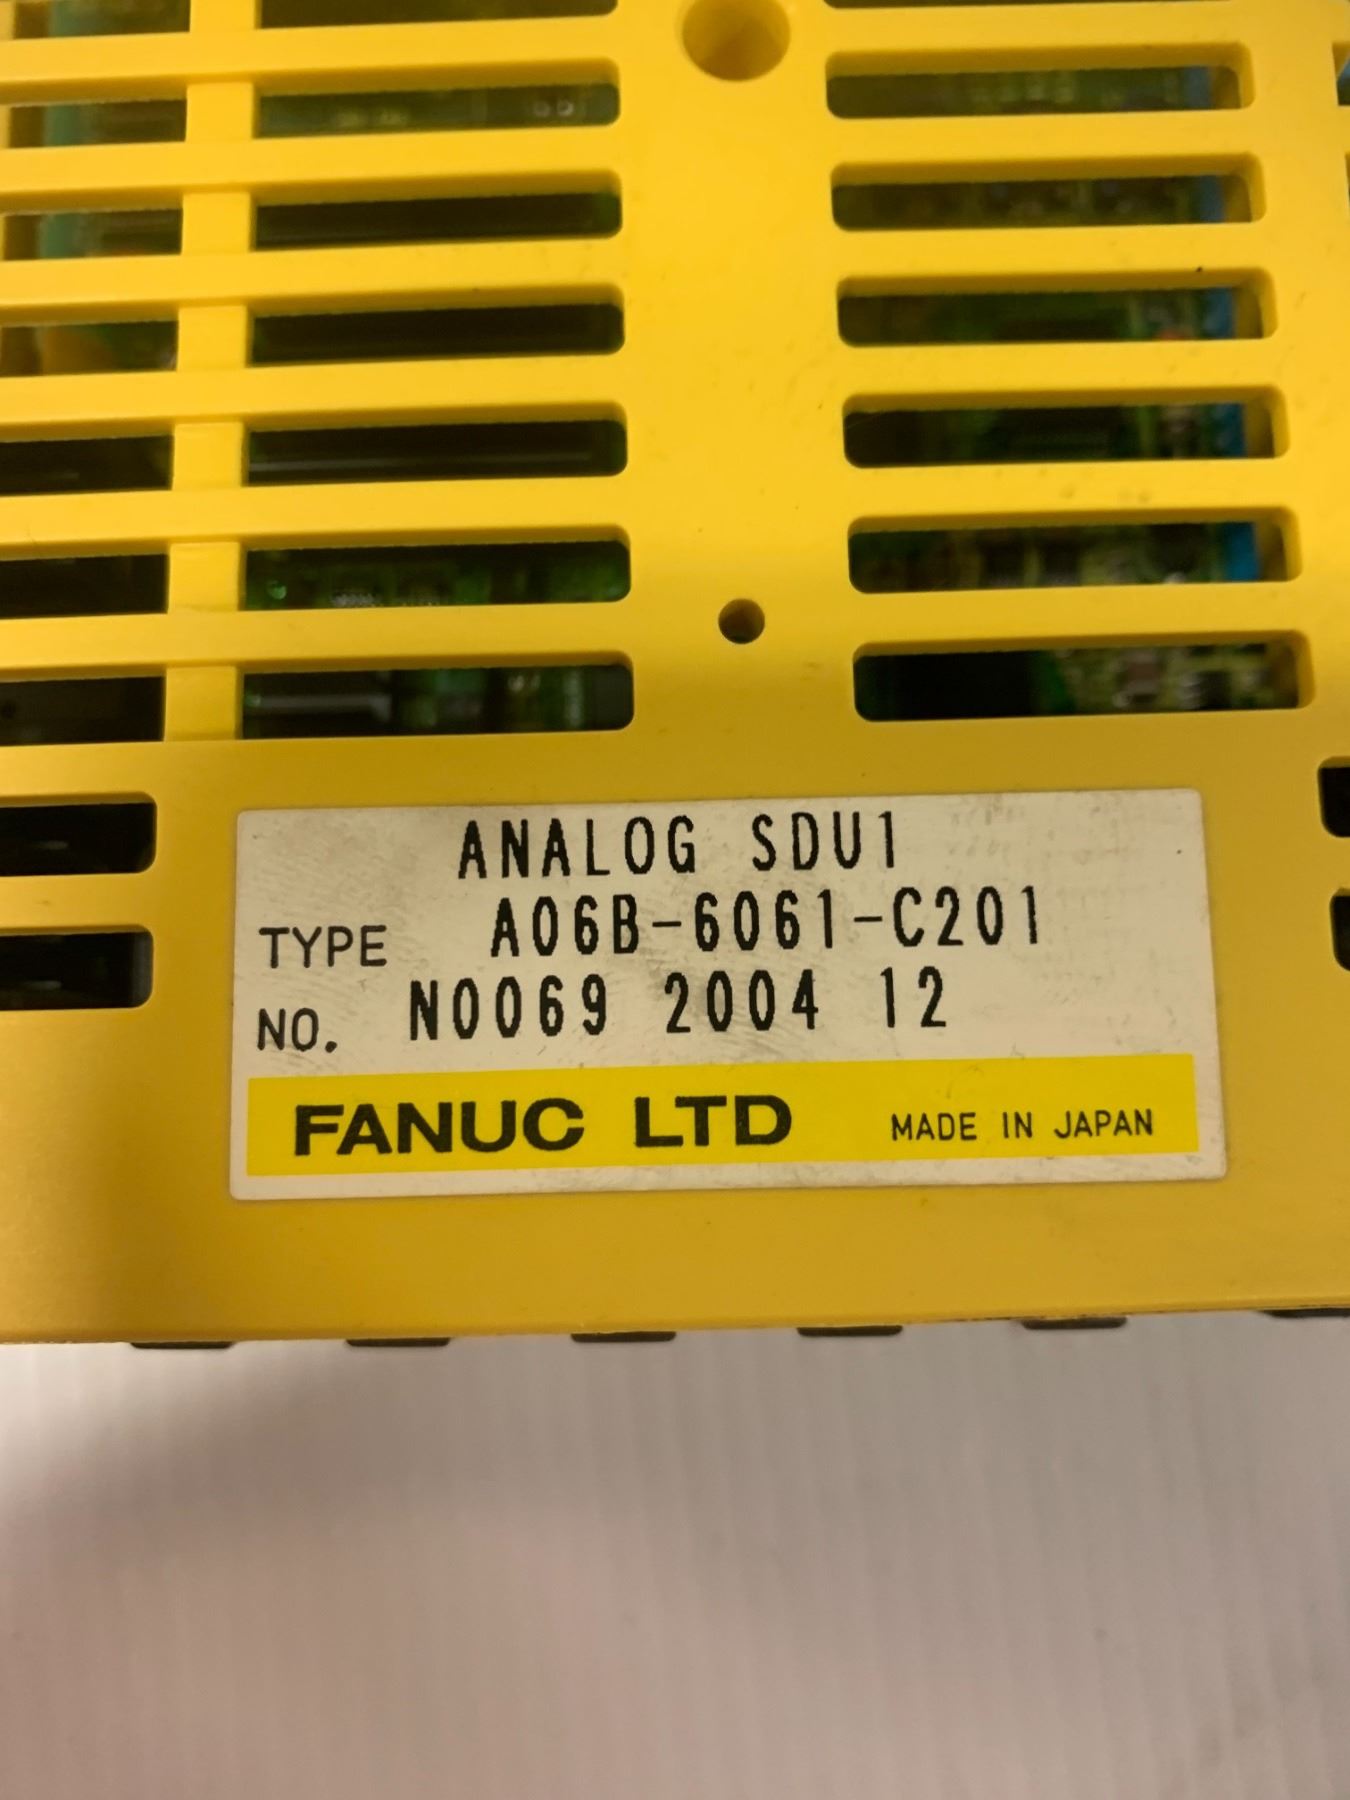 ANALOG SDU1
TYPE A06B-6061-C201
NO. N0069 2004 12
FANUC LTD MADE IN JAPAN